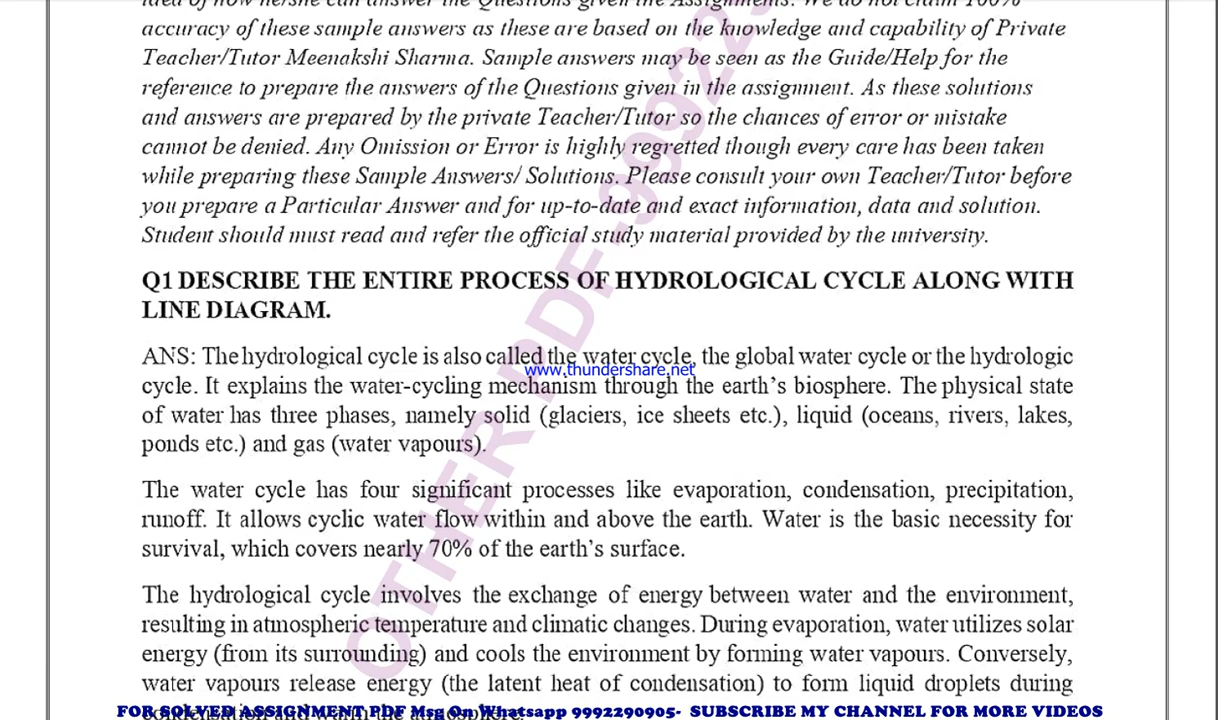 idea of how he/she can answer the Questions given the Assignments. We do not claim 100%
accuracy of these sample answers as these are based on the knowledge and capability of Private
Teacher/Tutor Meenakshi Sharma. Sample answers may be seen as the Guide/Help for the
reference to prepare the answers of the Questions given in the assignment. As these solutions
and answers are prepared by the private Teacher/Tutor so the chances of error or mistake
cannot be denied. Any Omission or Error is highly regretted though every care has been taken
while preparing these Sample Answers/ Solutions. Please consult your own Teacher/Tutor before
you prepare a Particular Answer and for up-to-date and exact information, data and solution.
Student should must read and refer the official study material provided by the university.
Q1 DESCRIBE THE ENTIRE PROCESS OF HYDROLOGICAL CYCLE ALONG WITH
LINE DIAGRAM.
ANS: The hydrological cycle is also called the water cycle, the global water cycle or the hydrologic
www.thundershare.net
cycle. It explains the water-cycling mechanism through the earth's biosphere. The physical state
of water has three phases, namely solid (glaciers, ice sheets etc.), liquid (oceans, rivers, lakes,
ponds etc.) and gas (water vapours).
The water cycle has four significant processes like evaporation, condensation, precipitation,
runoff. It allows cyclic water flow within and above the earth. Water is the basic necessity for
survival, which covers nearly 70% of the earth's surface.
The hydrological cycle involves the exchange of energy between water and the environment,
resulting in atmospheric temperature and climatic changes. During evaporation, water utilizes solar
energy (from its surrounding) and cools the environment by forming water vapours. Conversely,
water vapours release energy (the latent heat of condensation) to form liquid droplets during
condensation and warm the atmosphere.
FOR SOLVED ASSIGNMENT PDF Msg On Whatsapp 9992290905- SUBSCRIBE MY CHANNEL FOR MORE VIDEOS
OTHER PDF-99922